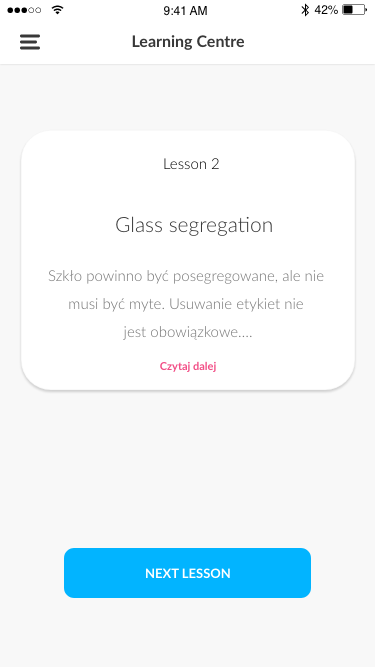 9:41 AM 42%
Learning Centre
Lesson 2
Glass segregation
Szkło powinno być posegregowane, ale nie
musi być myte. Usuwanie etykiet nie
jest obowiązkowe....
Czytaj dalej
NEXT LESSON